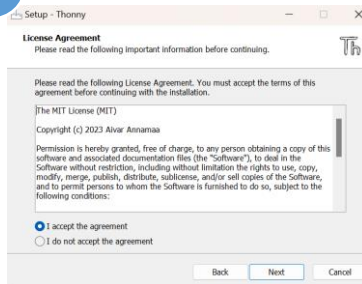 Setup - Thonny
License Agreement
Please read the following important information before continuing.
Th
Please read the following License Agreement. You must accept the terms of this
agreement before continuing with the installation.
The MIT License (MIT)
Copyright (c) 2023 Aivar Annamaa
Permission is hereby granted, free of charge, to any person obtaining a copy of this
software and associated documentation files (the "Software"), to deal in the
Software without restriction, including without limitation the rights to use, copy,
modify, merge, publish, distribute, sublicense, and/or sell copies of the Software,
and to permit persons to whom the Software is furnished to do so, subject to the
following conditions:
I accept the agreement
I do not accept the agreement
Back Next Cancel